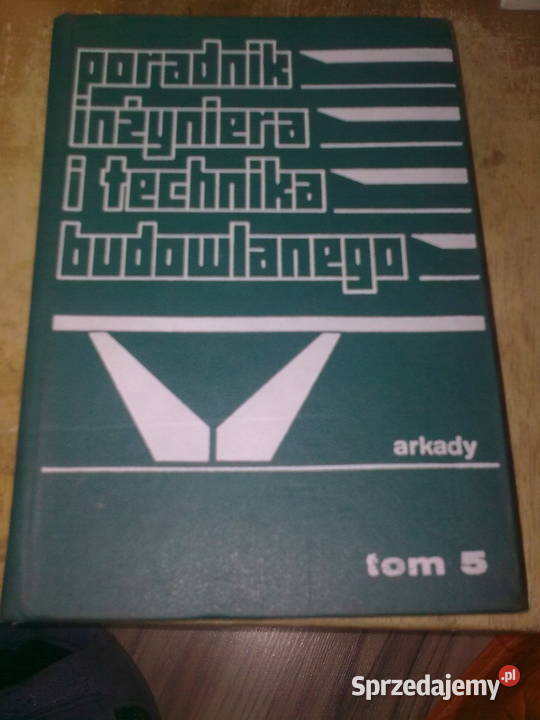 poradnik
inżyniera
i technika
budowlanego
arkady
tom 5
Sprzedajemy.pl